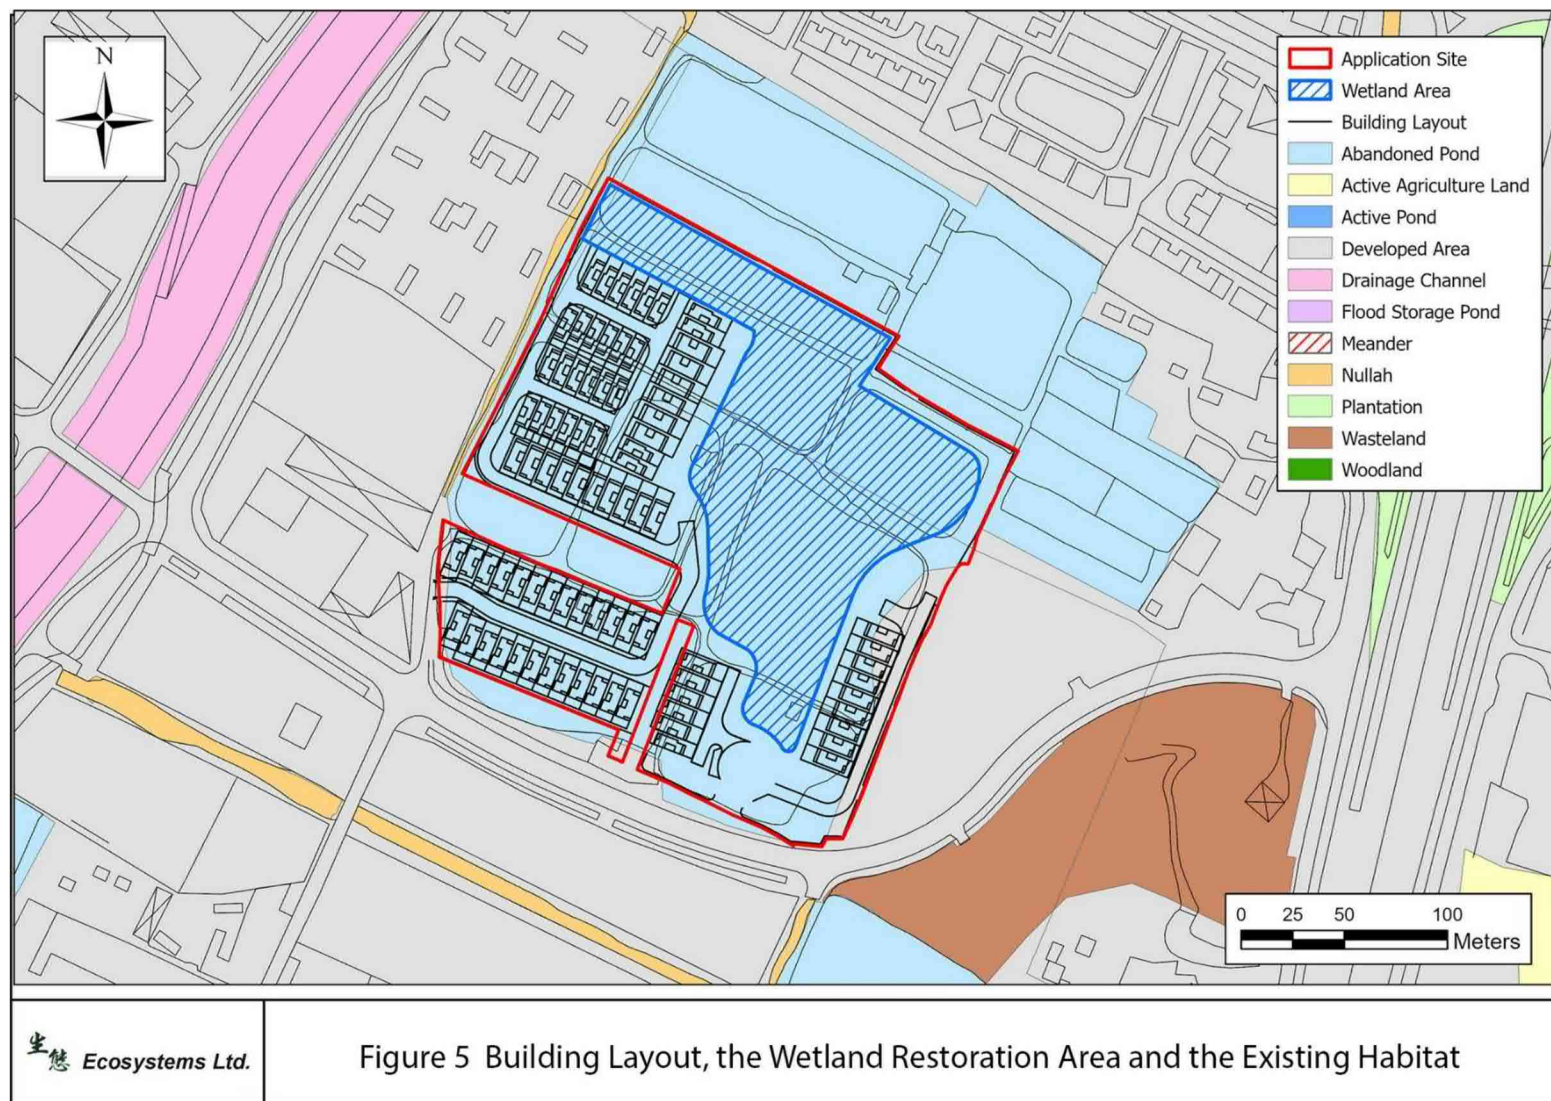 N
Application Site
Wetland Area
Building Layout
Abandoned Pond
Active Agriculture Land
Active Pond
Developed Area
Drainage Channel
Flood Storage Pond
Meander
Nullah
Plantation
Wasteland
Woodland
0 25 50 100
Meters
生態 Ecosystems Ltd.
Figure 5 Building Layout, the Wetland Restoration Area and the Existing Habitat